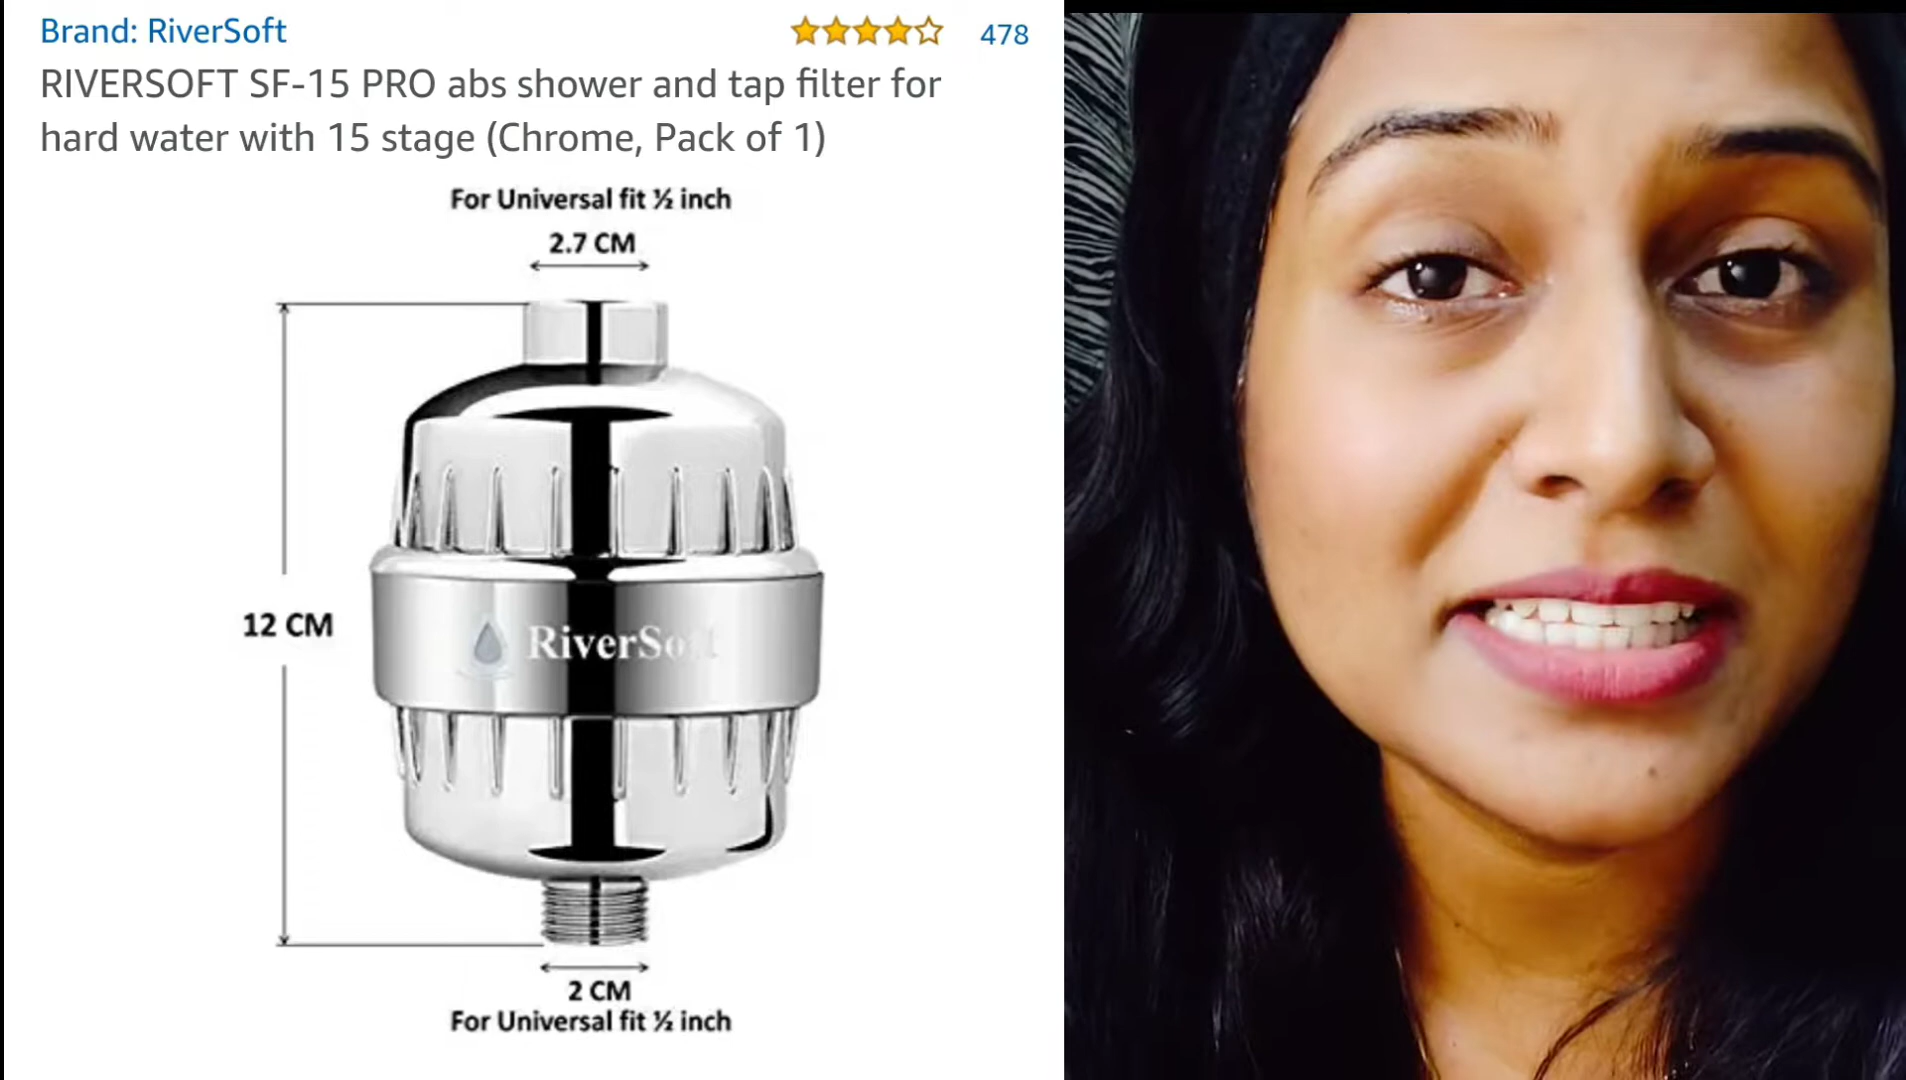 Brand: RiverSoft
478
RIVERSOFT SF-15 PRO abs shower and tap filter for
hard water with 15 stage (Chrome, Pack of 1)
For Universal fit ½ inch
2.7 CM
12 CM
RiverSoft
2 CM
For Universal fit ½ inch